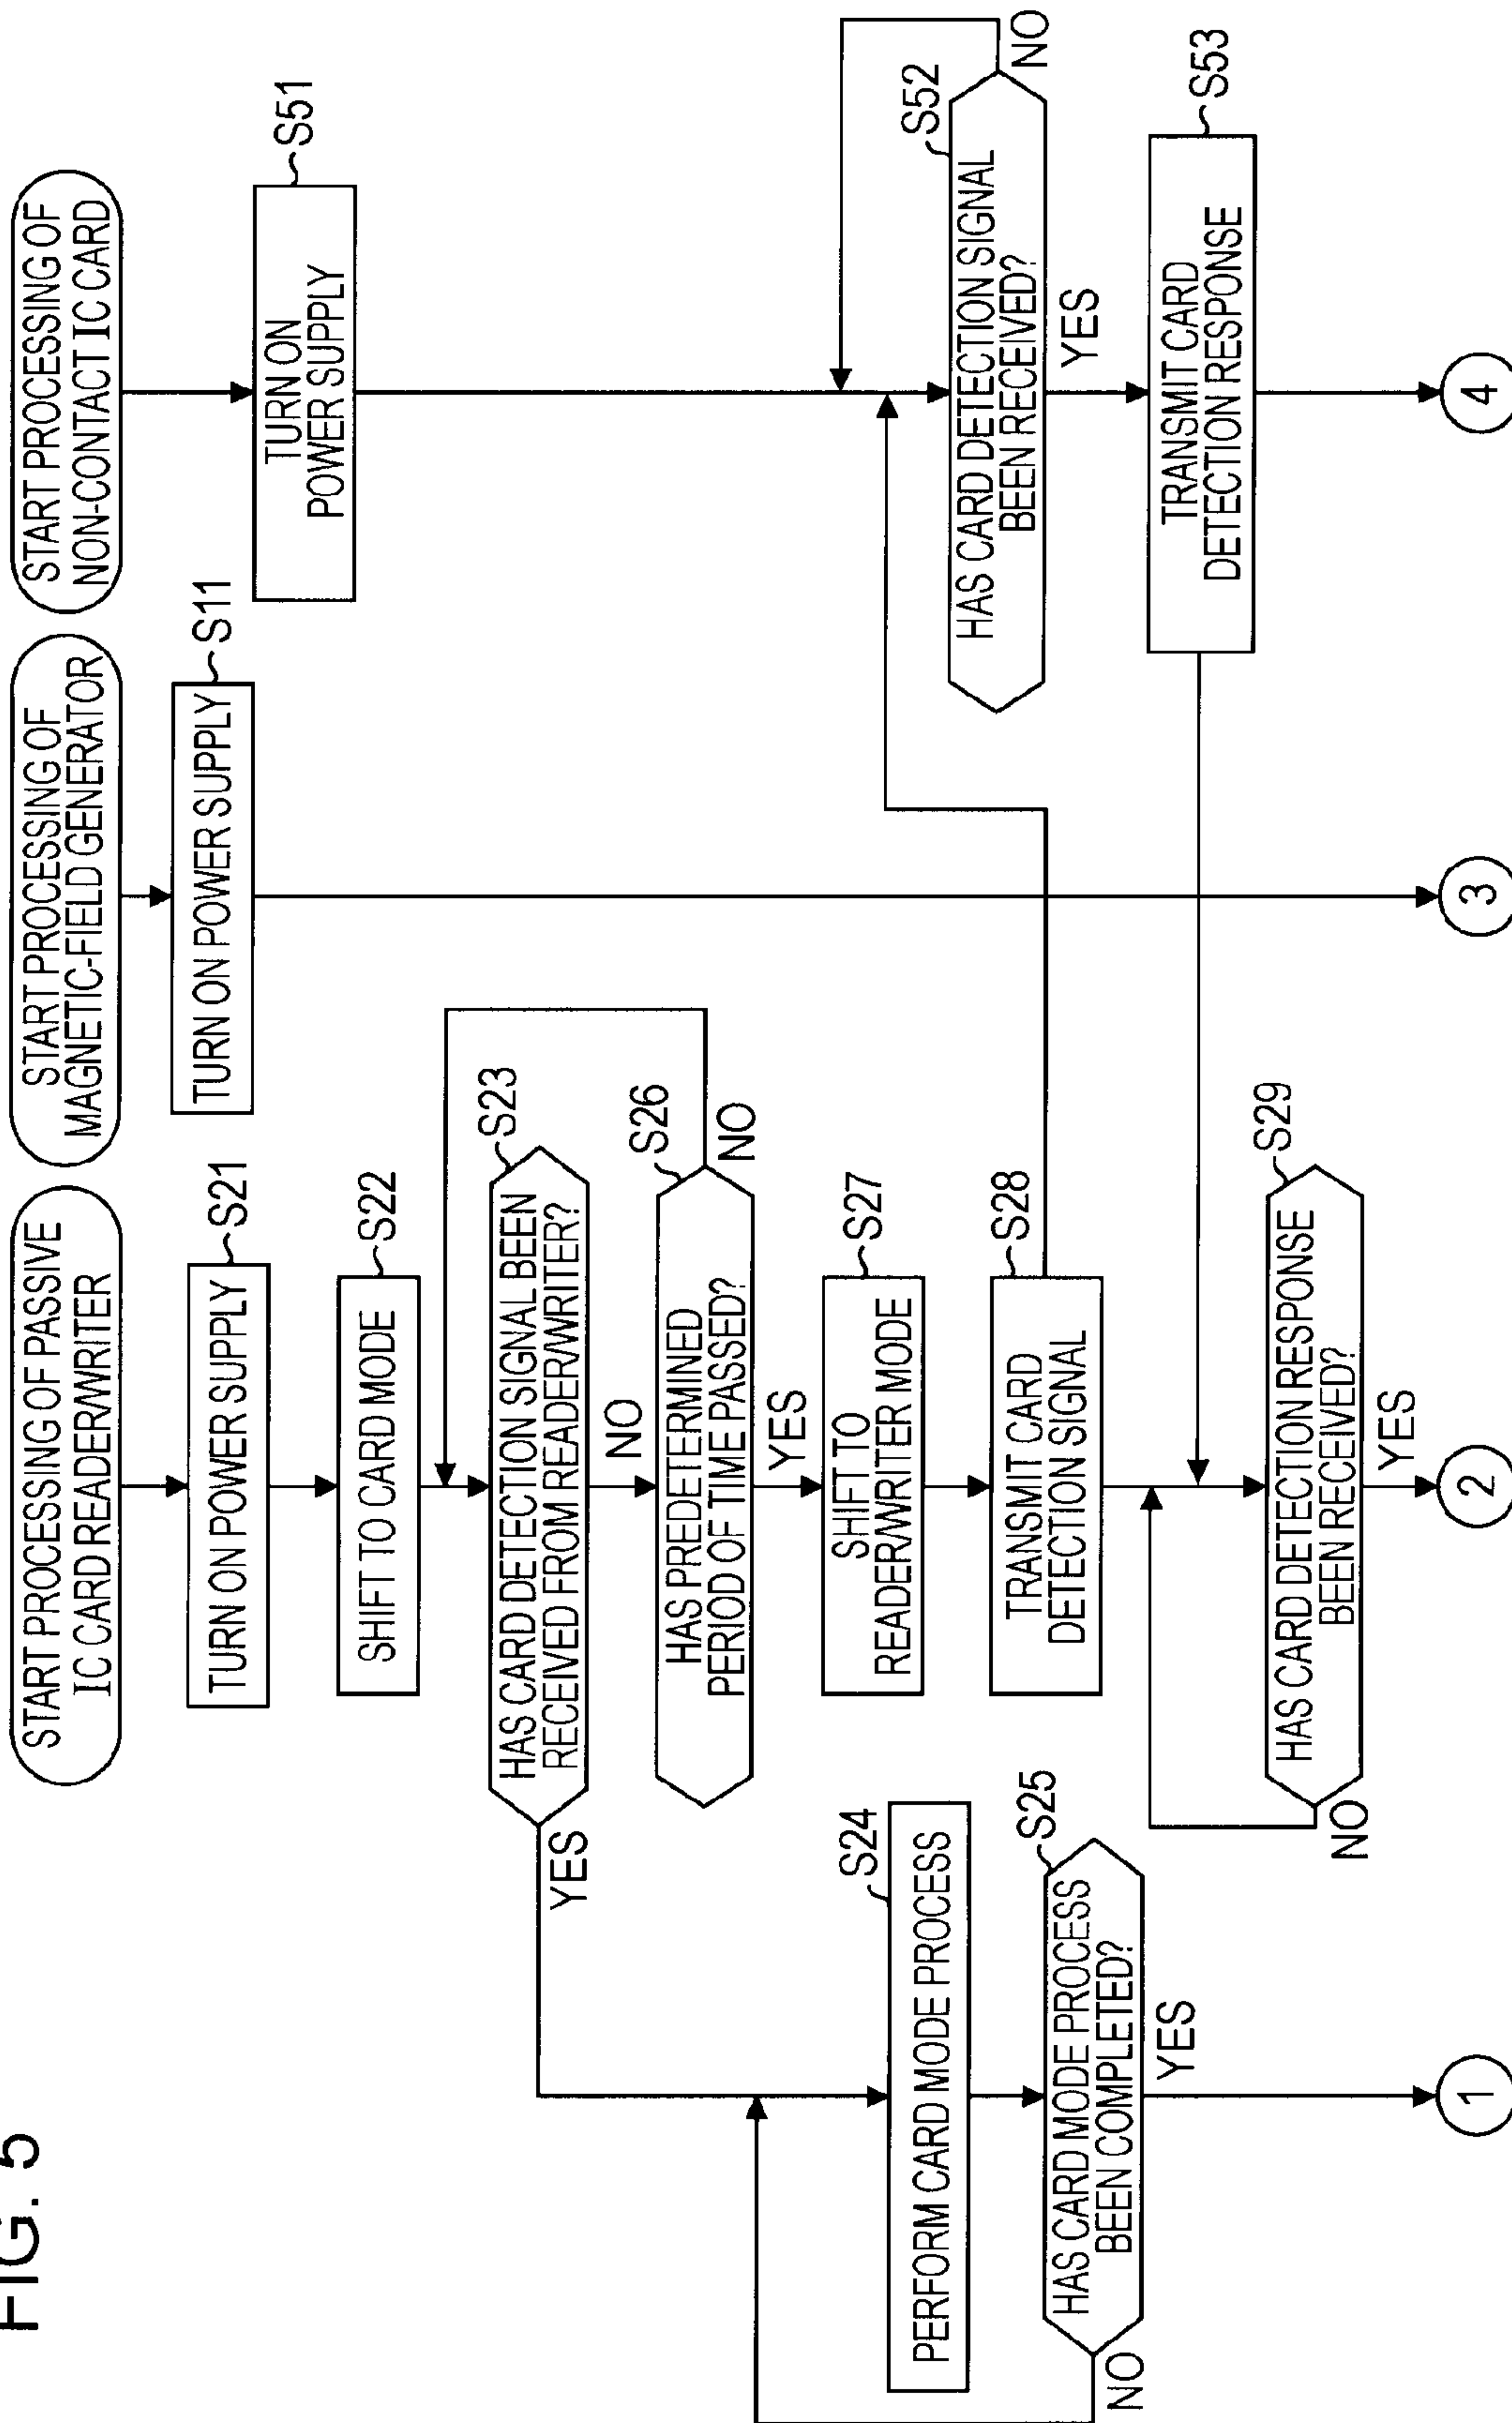 FIG. 5
START PROCESSING OF PASSIVE
IC CARD READER/WRITER
TURN ON POWER SUPPLY
S21
SHIFT TO CARD MODE
S22
HAS CARD DETECTION SIGNAL BEEN
RECEIVED FROM READER/WRITER?
S23
YES
NO
PERFORM CARD MODE PROCESS
S24
HAS CARD MODE PROCESS
BEEN COMPLETED?
S25
NO
YES
1
HAS PREDETERMINED
PERIOD OF TIME PASSED?
S26
NO
YES
SHIFT TO
READER/WRITER MODE
S27
TRANSMIT CARD
DETECTION SIGNAL
S28
HAS CARD DETECTION RESPONSE
BEEN RECEIVED?
S29
NO
YES
2
START PROCESSING OF
MAGNETIC-FIELD GENERATOR
TURN ON POWER SUPPLY
S11
3
START PROCESSING OF
NON-CONTACT IC CARD
TURN ON
POWER SUPPLY
S51
HAS CARD DETECTION SIGNAL
BEEN RECEIVED?
S52
NO
YES
TRANSMIT CARD
DETECTION RESPONSE
S53
4